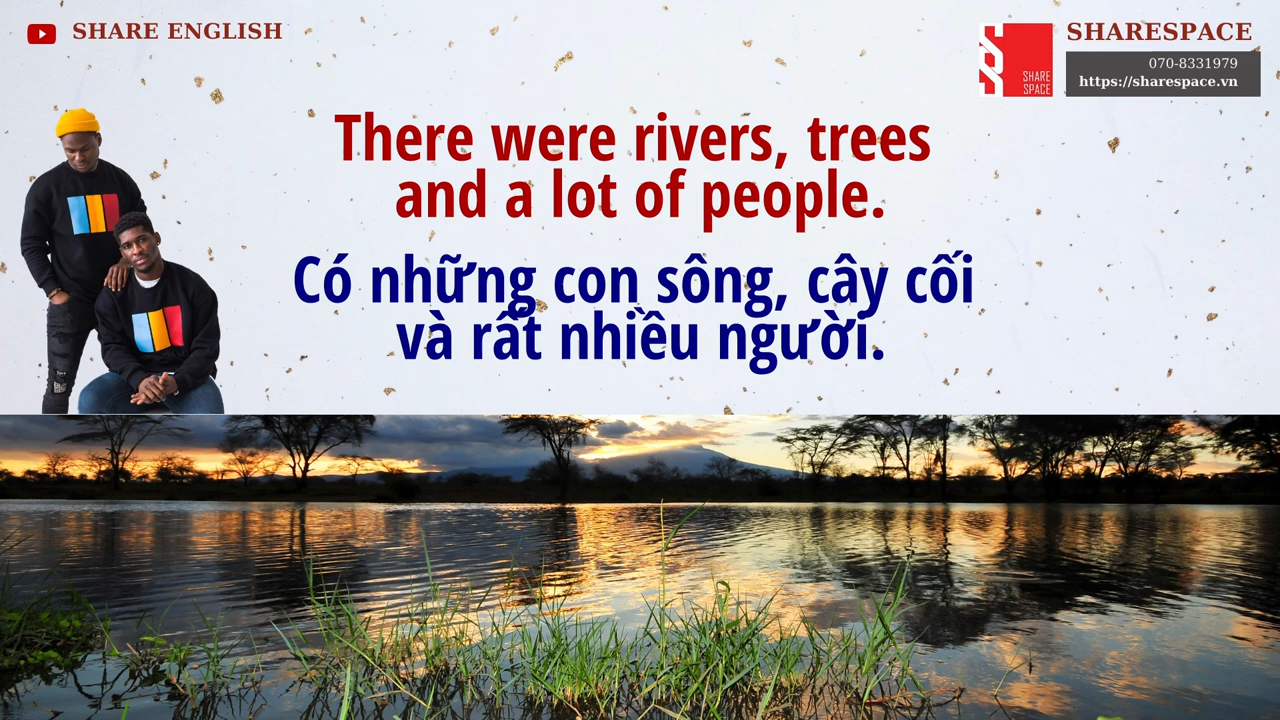 SHARE ENGLISH
SHARE
SPACE
SHARESPACE
070-8331979
https://sharespace.vn
There were rivers, trees
and a lot of people.
Có những con sông, cây cối
và rất nhiều người.